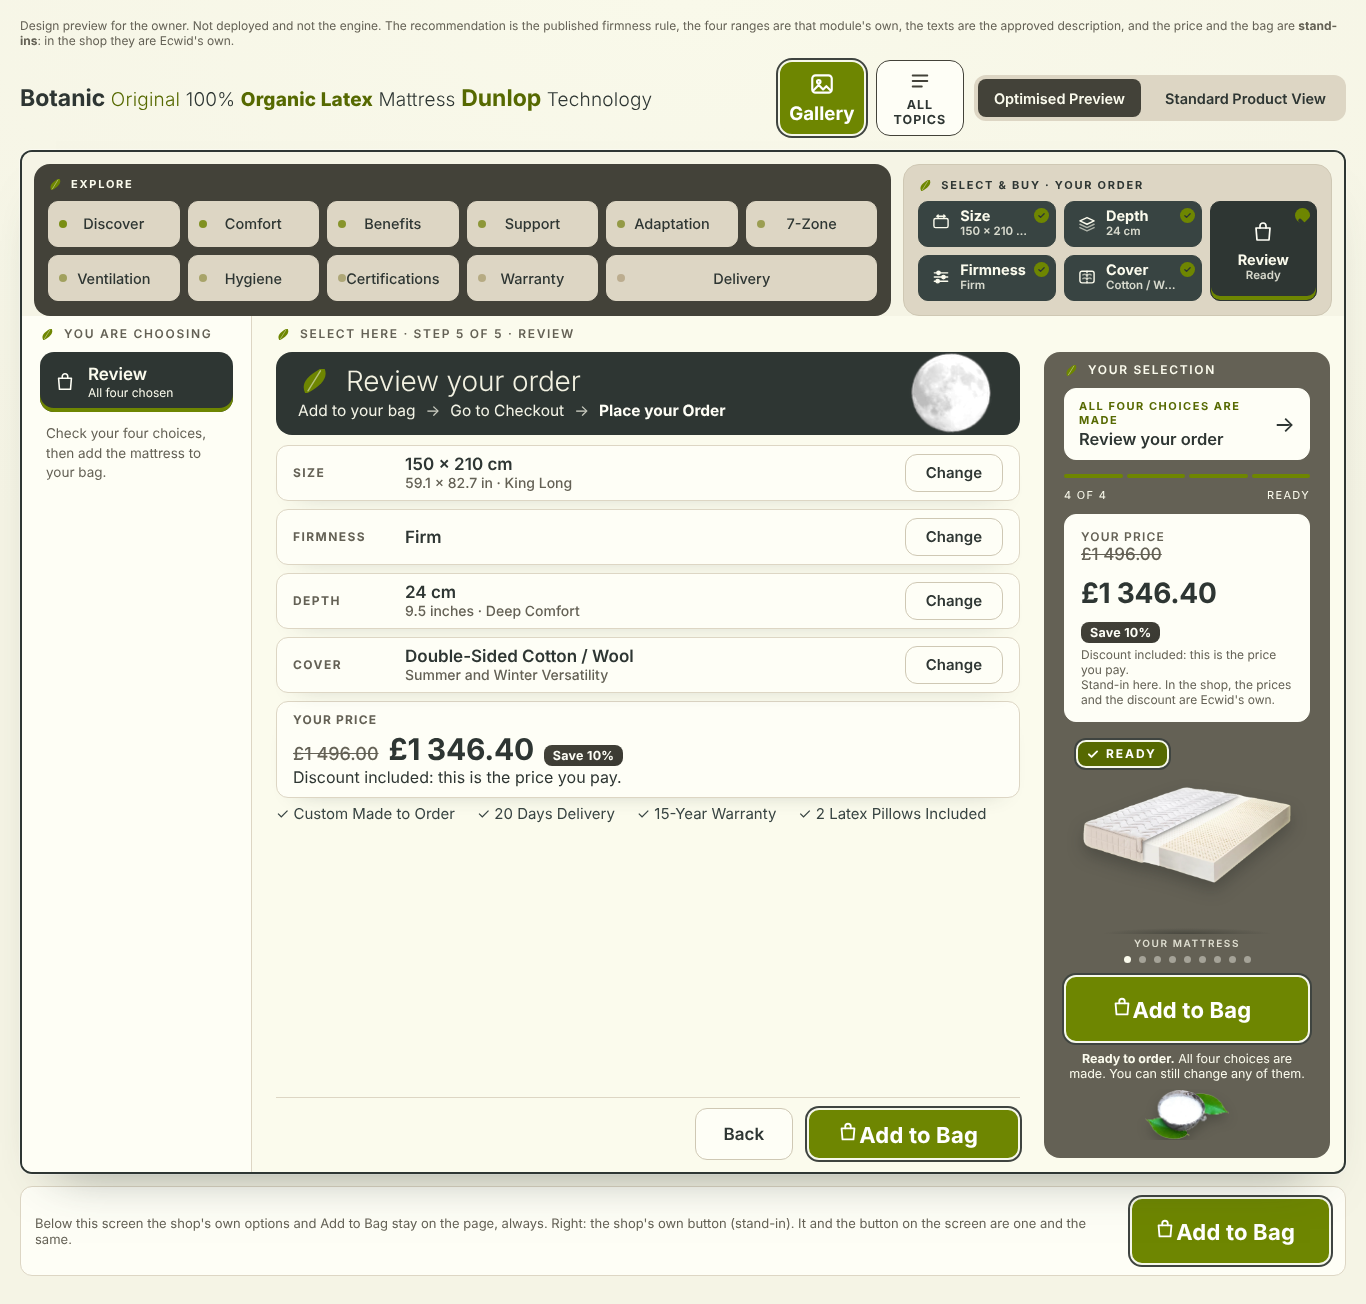 Design preview for the owner. Not deployed and not the engine. The recommendation is the published firmness rule, the four ranges are that module's own, the texts are the approved description, and the price and the bag are stand-
ins: in the shop they are Ecwid's own.
Botanic Original 100% Organic Latex Mattress Dunlop Technology
Gallery
ALL
TOPICS
Optimised Preview
Standard Product View
EXPLORE
Discover
Comfort
Benefits
Support
Adaptation
7-Zone
Ventilation
Hygiene
Certifications
Warranty
Delivery
SELECT & BUY · YOUR ORDER
Size
150 × 210 ...
Depth
24 cm
Firmness
Firm
Cover
Cotton / W...
Review
Ready
YOU ARE CHOOSING
Review
All four chosen
Check your four choices,
then add the mattress to
your bag.
SELECT HERE · STEP 5 OF 5 · REVIEW
Review your order
Add to your bag → Go to Checkout → Place your Order
SIZE
150 × 210 cm
59.1 × 82.7 in · King Long
Change
FIRMNESS
Firm
Change
DEPTH
24 cm
9.5 inches · Deep Comfort
Change
COVER
Double-Sided Cotton / Wool
Summer and Winter Versatility
Change
YOUR PRICE
£1 496.00 £1 346.40 Save 10%
Discount included: this is the price you pay.
✓ Custom Made to Order ✓ 20 Days Delivery ✓ 15-Year Warranty ✓ 2 Latex Pillows Included
Back
Add to Bag
YOUR SELECTION
ALL FOUR CHOICES ARE
MADE
Review your order →
4 OF 4 READY
YOUR PRICE
£1 496.00
£1 346.40
Save 10%
Discount included: this is the price
you pay.
Stand-in here. In the shop, the prices
and the discount are Ecwid's own.
✓ READY
YOUR MATTRESS
Add to Bag
Ready to order. All four choices are
made. You can still change any of them.
Below this screen the shop's own options and Add to Bag stay on the page, always. Right: the shop's own button (stand-in). It and the button on the screen are one and the
same.
Add to Bag